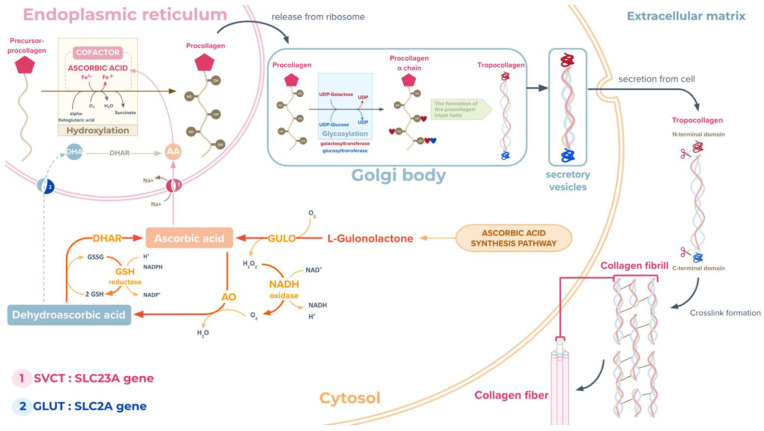 Endoplasmic reticulum
release from ribosome
Extracellular matrix
Precursor-
procollagen
COFACTOR
ASCORBIC ACID
Fe²⁺
Fe³⁺
O₂
H₂O
alpha-
Ketoglutaric acid
Succinate
Hydroxylation
Procollagen
OH
OH
OH
OH
Procollagen
UDP-Galactose
UDP
UDP-Glucose
UDP
Glycosylation
galactosyltransferase
glucosyltransferase
Procollagen
α chain
The formation of
the procollagen
triple helix
Tropocollagen
Golgi body
secretory
vesicles
secretion from cell
Tropocollagen
N-terminal domain
C-terminal domain
Crosslink formation
Collagen fibrill
Collagen fiber
DHA
DHAR
AA
2
Na+
Na+
DHAR
Ascorbic acid
GULO
O₂
L-Gulonolactone
ASCORBIC ACID
SYNTHESIS PATHWAY
GSSG
GSH
reductase
H⁺
NADPH
2 GSH
NADP⁺
H₂O₂
NAD⁺
NADH
oxidase
NADH
H⁺
AO
O₂
H₂O
Dehydroascorbic acid
1 SVCT : SLC23A gene
2 GLUT : SLC2A gene
Cytosol